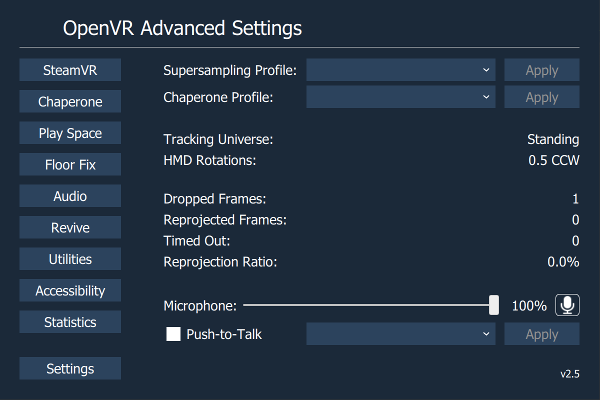 OpenVR Advanced Settings
SteamVR
Supersampling Profile:
Apply
Chaperone
Chaperone Profile:
Apply
Play Space
Tracking Universe:
Standing
Floor Fix
HMD Rotations:
0.5 CCW
Audio
Dropped Frames:
1
Revive
Reprojected Frames:
0
Timed Out:
0
Utilities
Reprojection Ratio:
0.0%
Accessibility
Microphone:
100%
Statistics
Push-to-Talk
Apply
Settings
v2.5